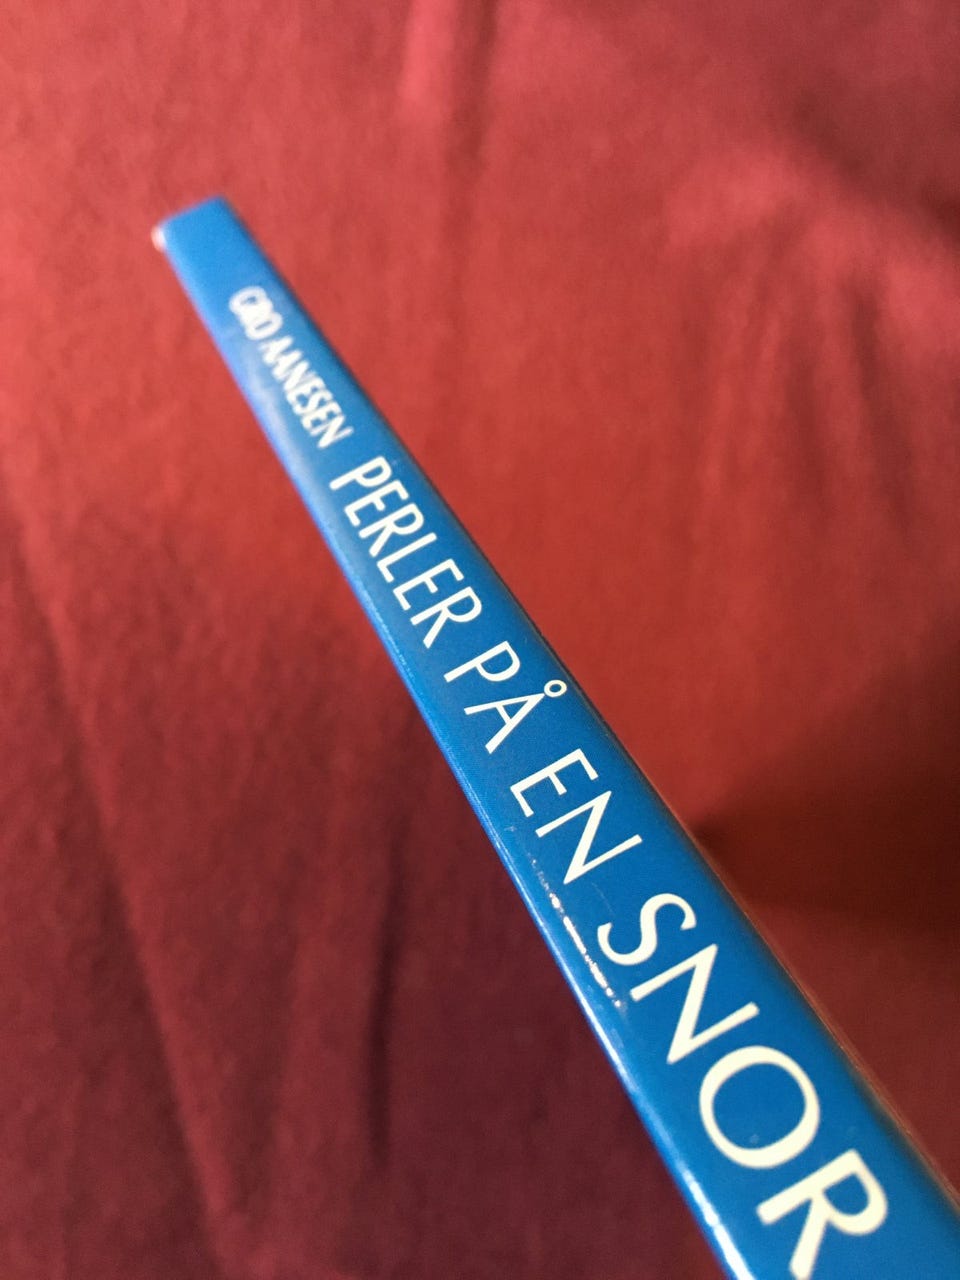 GRO AANESEN PERLER PÅ EN SNOR